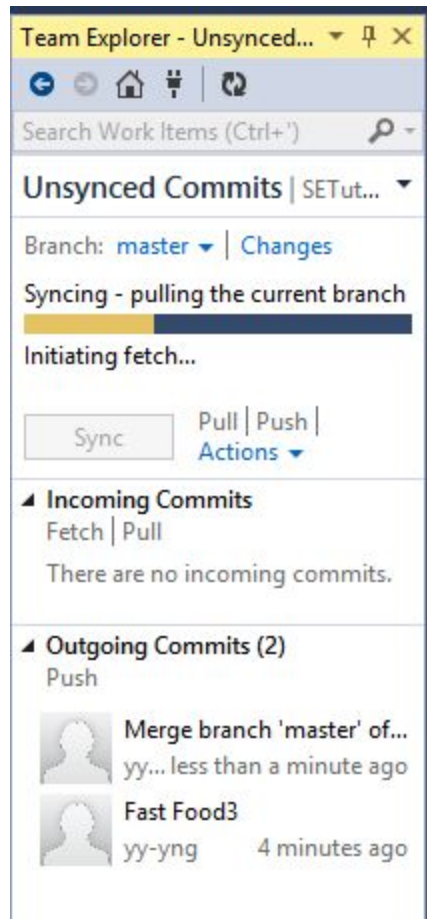 Team Explorer - Unsynced...
Search Work Items (Ctrl+')
Unsynced Commits | SETut...
Branch: master | Changes
Syncing - pulling the current branch
Initiating fetch...
Sync
Pull | Push |
Actions
Incoming Commits
Fetch | Pull
There are no incoming commits.
Outgoing Commits (2)
Push
Merge branch 'master' of...
yy... less than a minute ago
Fast Food3
yy-yng 4 minutes ago